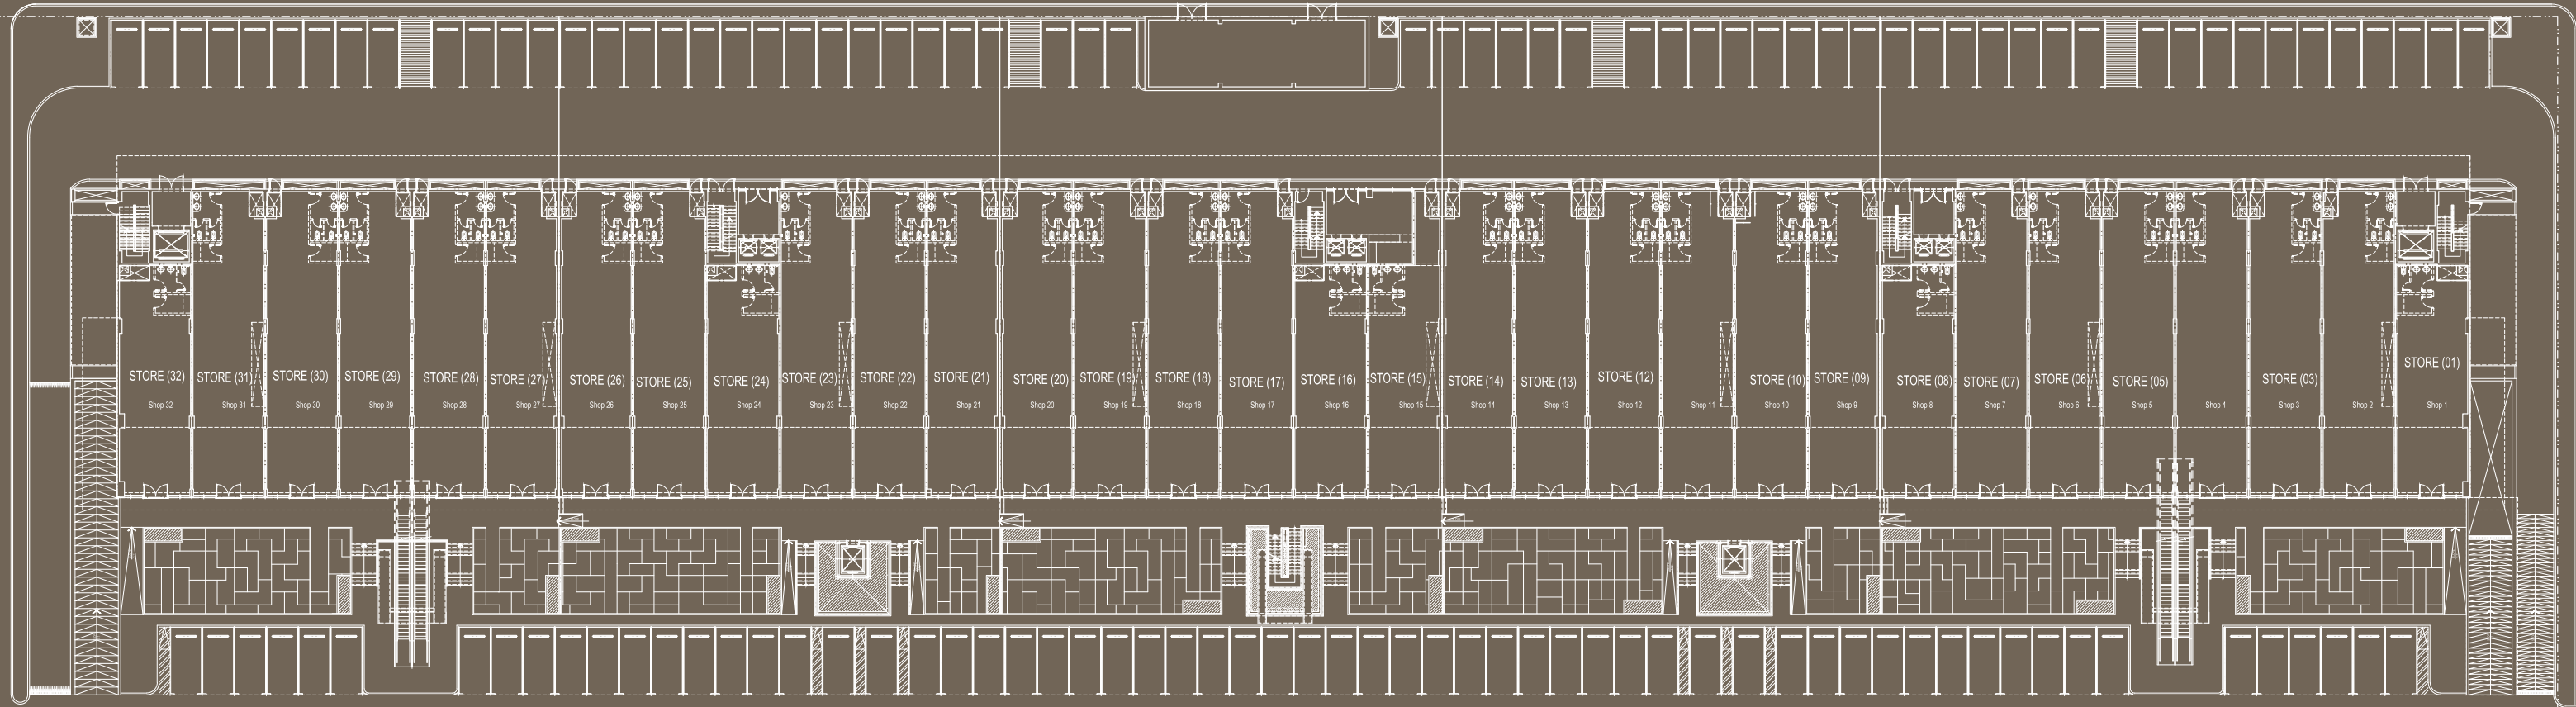 STORE (32)
STORE (31)
STORE (30)
STORE (29)
STORE (28)
STORE (27)
STORE (26)
STORE (25)
STORE (24)
STORE (23)
STORE (22)
STORE (21)
STORE (20)
STORE (19)
STORE (18)
STORE (17)
STORE (16)
STORE (15)
STORE (14)
STORE (13)
STORE (12)
STORE (10)
STORE (09)
STORE (08)
STORE (07)
STORE (06)
STORE (05)
STORE (03)
STORE (01)
Shop 32
Shop 31
Shop 30
Shop 29
Shop 28
Shop 27
Shop 26
Shop 25
Shop 24
Shop 23
Shop 22
Shop 21
Shop 20
Shop 19
Shop 18
Shop 17
Shop 16
Shop 15
Shop 14
Shop 13
Shop 12
Shop 11
Shop 10
Shop 9
Shop 8
Shop 7
Shop 6
Shop 5
Shop 4
Shop 3
Shop 2
Shop 1